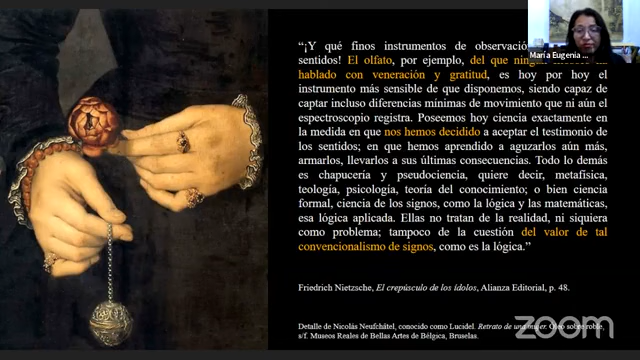 “¡Y qué finos instrumentos de observación
sentidos! El olfato, por ejemplo, del que
hablado con veneración y gratitud, es hoy por hoy el
instrumento más sensible de que disponemos, siendo capaz de
captar incluso diferencias mínimas de movimiento que ni aún el
espectroscopio registra. Poseemos hoy ciencia exactamente en
la medida en que nos hemos decidido a aceptar el testimonio de
los sentidos; en que hemos aprendido a aguzarlos aún más,
armarlos, llevarlos a sus últimas consecuencias. Todo lo demás
es chapucería y pseudociencia, quiere decir, metafísica,
teología, psicología, teoría del conocimiento; o bien ciencia
formal, ciencia de los signos, como la lógica y las matemáticas,
esa lógica aplicada. Ellas no tratan de la realidad, ni siquiera
como problema; tampoco de la cuestión del valor de tal
convencionalismo de signos, como es la lógica.”
María Eugenia ...
Friedrich Nietzsche, El crepúsculo de los ídolos, Alianza Editorial, p. 48.
Detalle de Nicolás Neufchâtel, conocido como Lucidel. Retrato de una mujer. Óleo sobre roble,
s/f. Museos Reales de Bellas Artes de Bélgica, Bruselas.
zoom